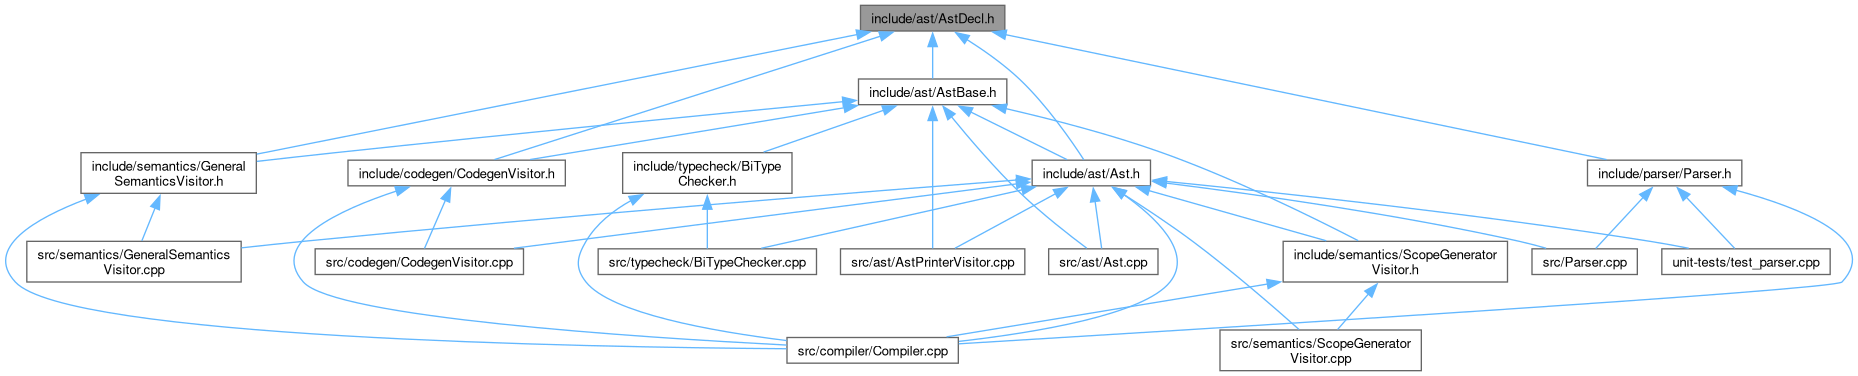 include/ast/AstDecl.h
include/ast/AstBase.h
include/semantics/General
SemanticsVisitor.h
include/codegen/CodegenVisitor.h
include/typecheck/BiType
Checker.h
include/ast/Ast.h
include/parser/Parser.h
src/semantics/GeneralSemantics
Visitor.cpp
src/codegen/CodegenVisitor.cpp
src/typecheck/BiTypeChecker.cpp
src/ast/AstPrinterVisitor.cpp
src/ast/Ast.cpp
include/semantics/ScopeGenerator
Visitor.h
src/Parser.cpp
unit-tests/test_parser.cpp
src/compiler/Compiler.cpp
src/semantics/ScopeGenerator
Visitor.cpp